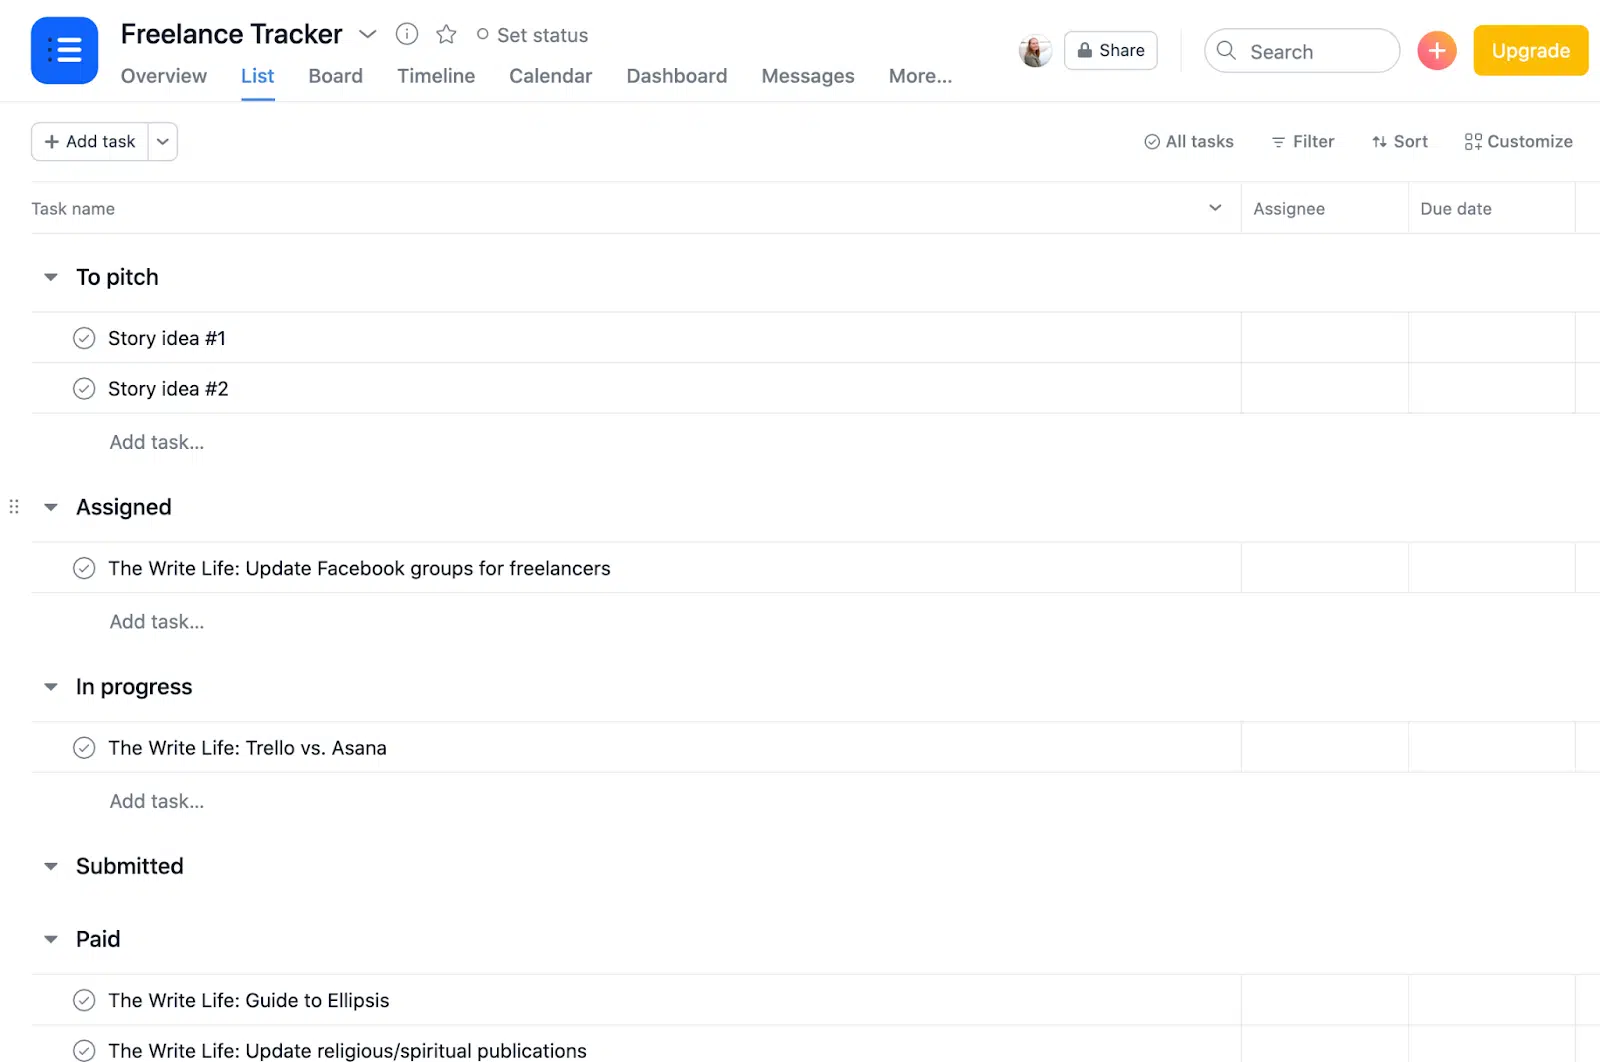 Freelance Tracker
Set status
Share
Search
Upgrade
Overview List Board Timeline Calendar Dashboard Messages More...
Add task
All tasks Filter Sort Customize
Task name Assignee Due date
To pitch
Story idea #1
Story idea #2
Add task...
Assigned
The Write Life: Update Facebook groups for freelancers
Add task...
In progress
The Write Life: Trello vs. Asana
Add task...
Submitted
Paid
The Write Life: Guide to Ellipsis
The Write Life: Update religious/spiritual publications